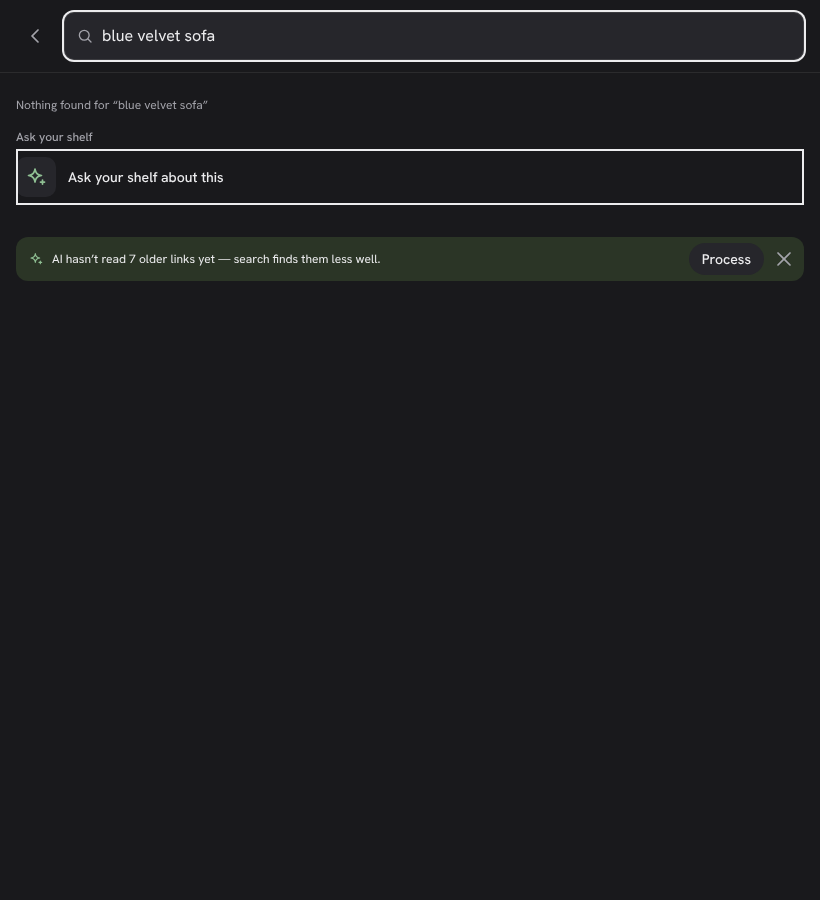 blue velvet sofa
Nothing found for “blue velvet sofa”
Ask your shelf
Ask your shelf about this
AI hasn’t read 7 older links yet — search finds them less well.
Process